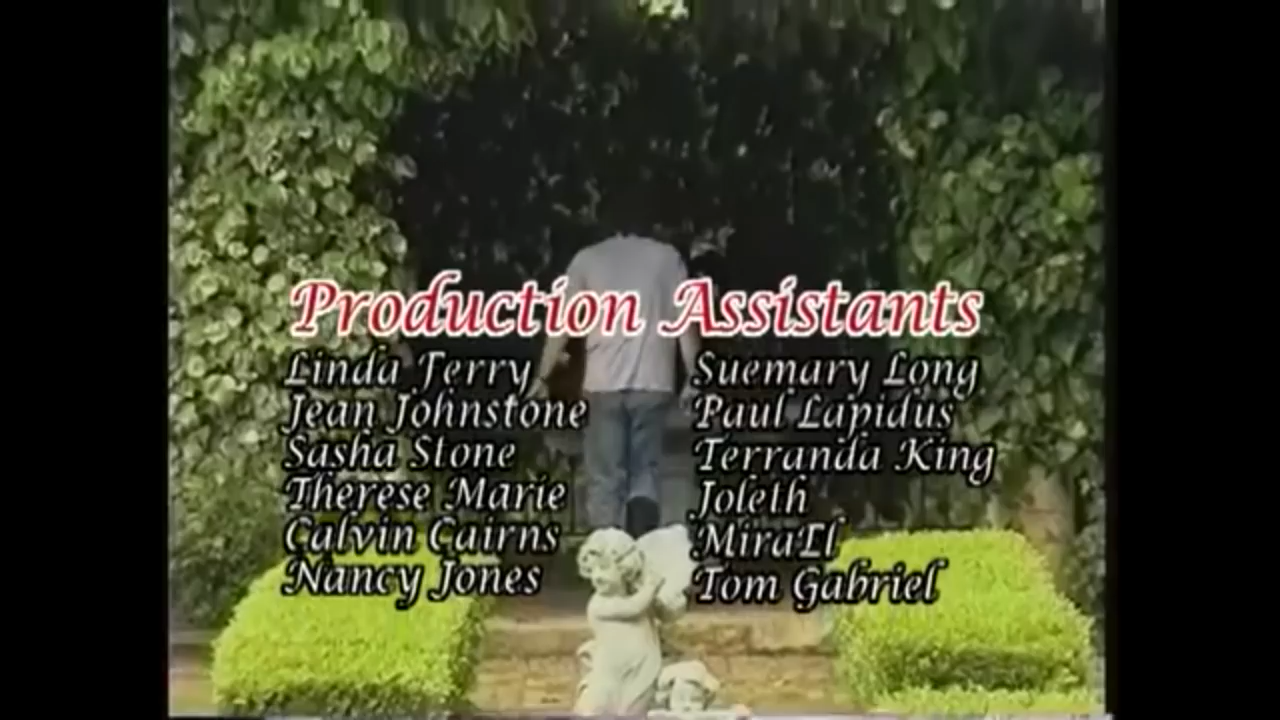 Production Assistants
Linda Terry
Jean Johnstone
Sasha Stone
Therese Marie
Calvin Cairns
Nancy Jones
Suemary Long
Paul Lapidus
Terranda King
Joleth
MiraEl
Tom Gabriel